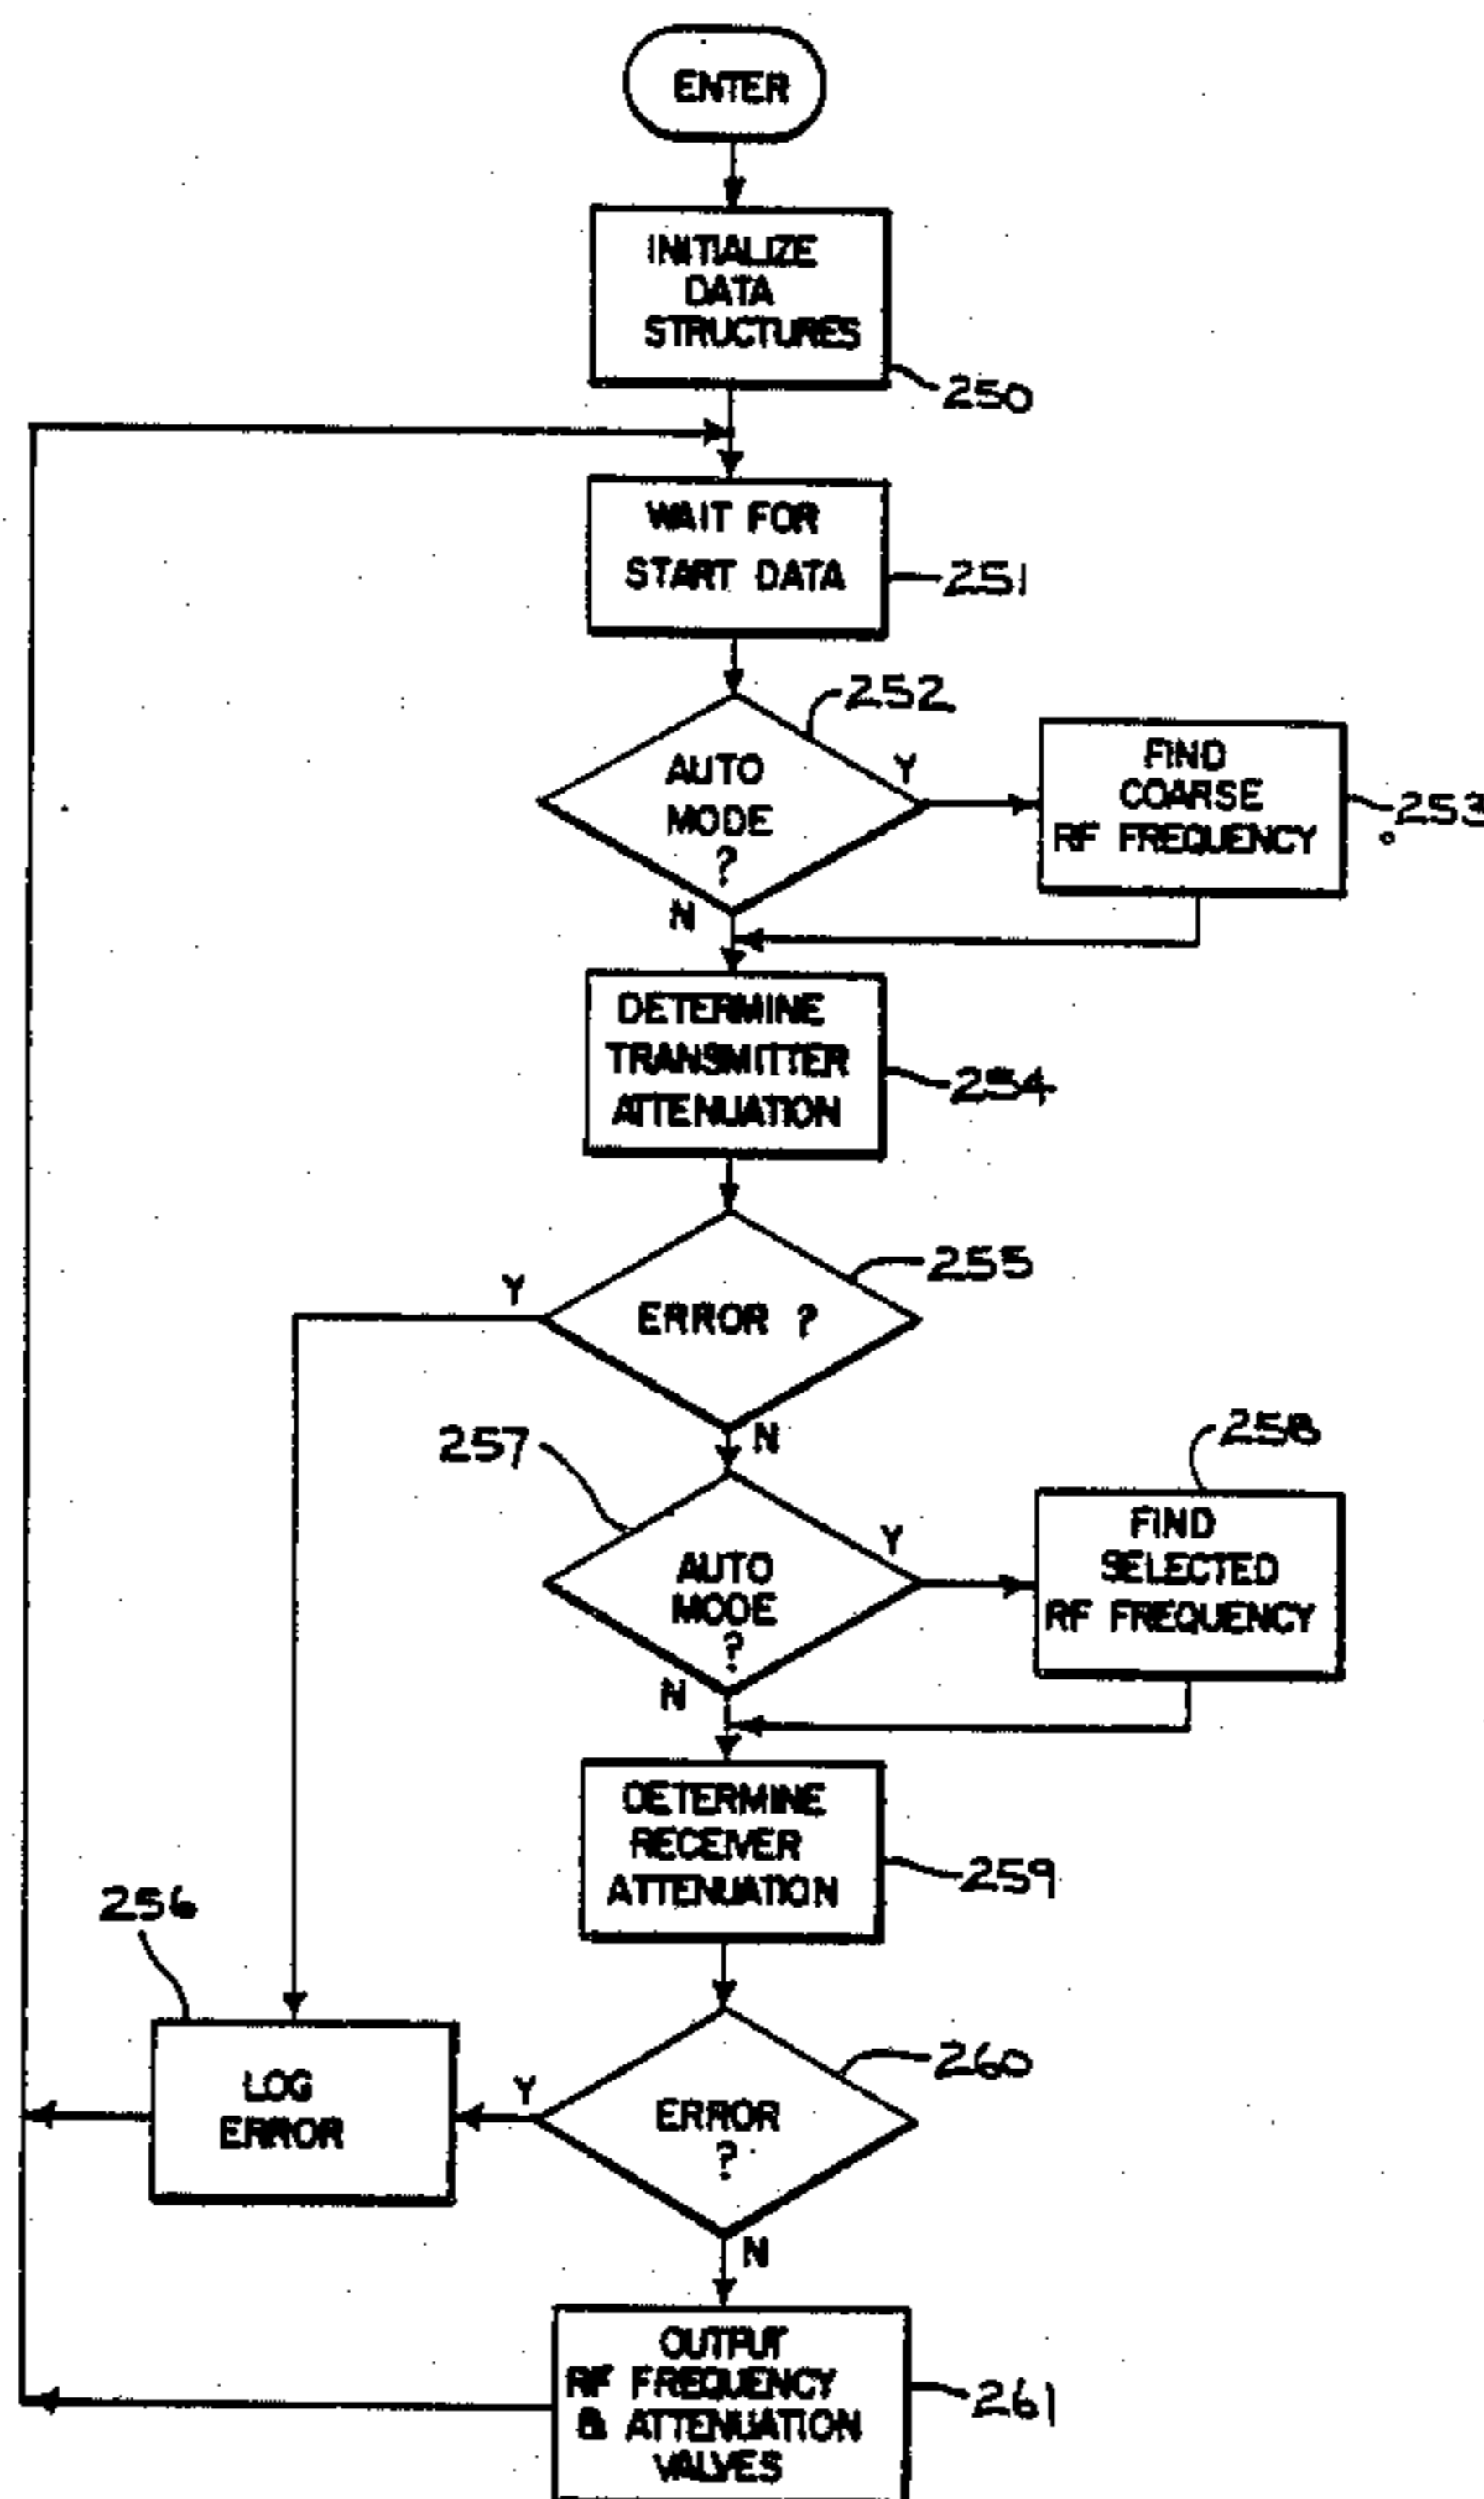 ENTER
INITIALIZE
DATA
STRUCTURES
250
WAIT FOR
START DATA
251
252
AUTO
MODE
?
Y
N
FIND
COARSE
RF FREQUENCY
253
DETERMINE
TRANSMITTER
ATTENUATION
254
255
ERROR ?
Y
N
257
AUTO
MODE
?
Y
N
258
FIND
SELECTED
RF FREQUENCY
DETERMINE
RECEIVER
ATTENUATION
259
256
LOG
ERROR
260
ERROR
?
Y
N
OUTPUT
RF FREQUENCY
& ATTENUATION
VALVES
261